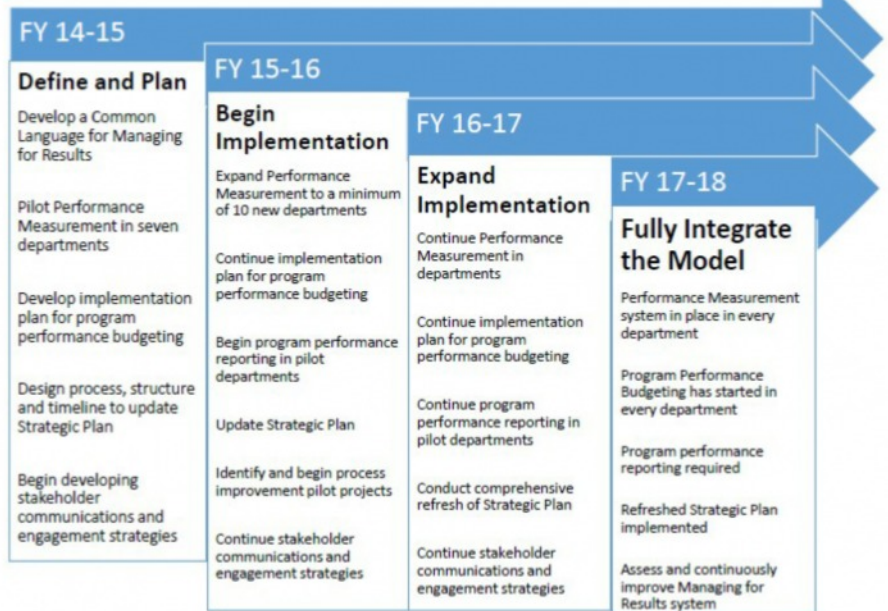 FY 14-15
Define and Plan
Develop a Common
Language for Managing
for Results
Pilot Performance
Measurement in seven
departments
Develop implementation
plan for program
performance budgeting
Design process, structure
and timeline to update
Strategic Plan
Begin developing
stakeholder
communications and
engagement strategies
FY 15-16
Begin
Implementation
Expand Performance
Measurement to a minimum
of 10 new departments
Continue implementation
plan for program
performance budgeting
Begin program performance
reporting in pilot
departments
Update Strategic Plan
Identify and begin process
improvement pilot projects
Continue stakeholder
communications and
engagement strategies
FY 16-17
Expand
Implementation
Continue Performance
Measurement in
departments
Continue implementation
plan for program
performance budgeting
Continue program
performance reporting in
pilot departments
Conduct comprehensive
refresh of Strategic Plan
Continue stakeholder
communications and
engagement strategies
FY 17-18
Fully Integrate
the Model
Performance Measurement
system in place in every
department
Program Performance
Budgeting has started in
every department
Program performance
reporting required
Refreshed Strategic Plan
implemented
Assess and continuously
improve Managing for
Results system